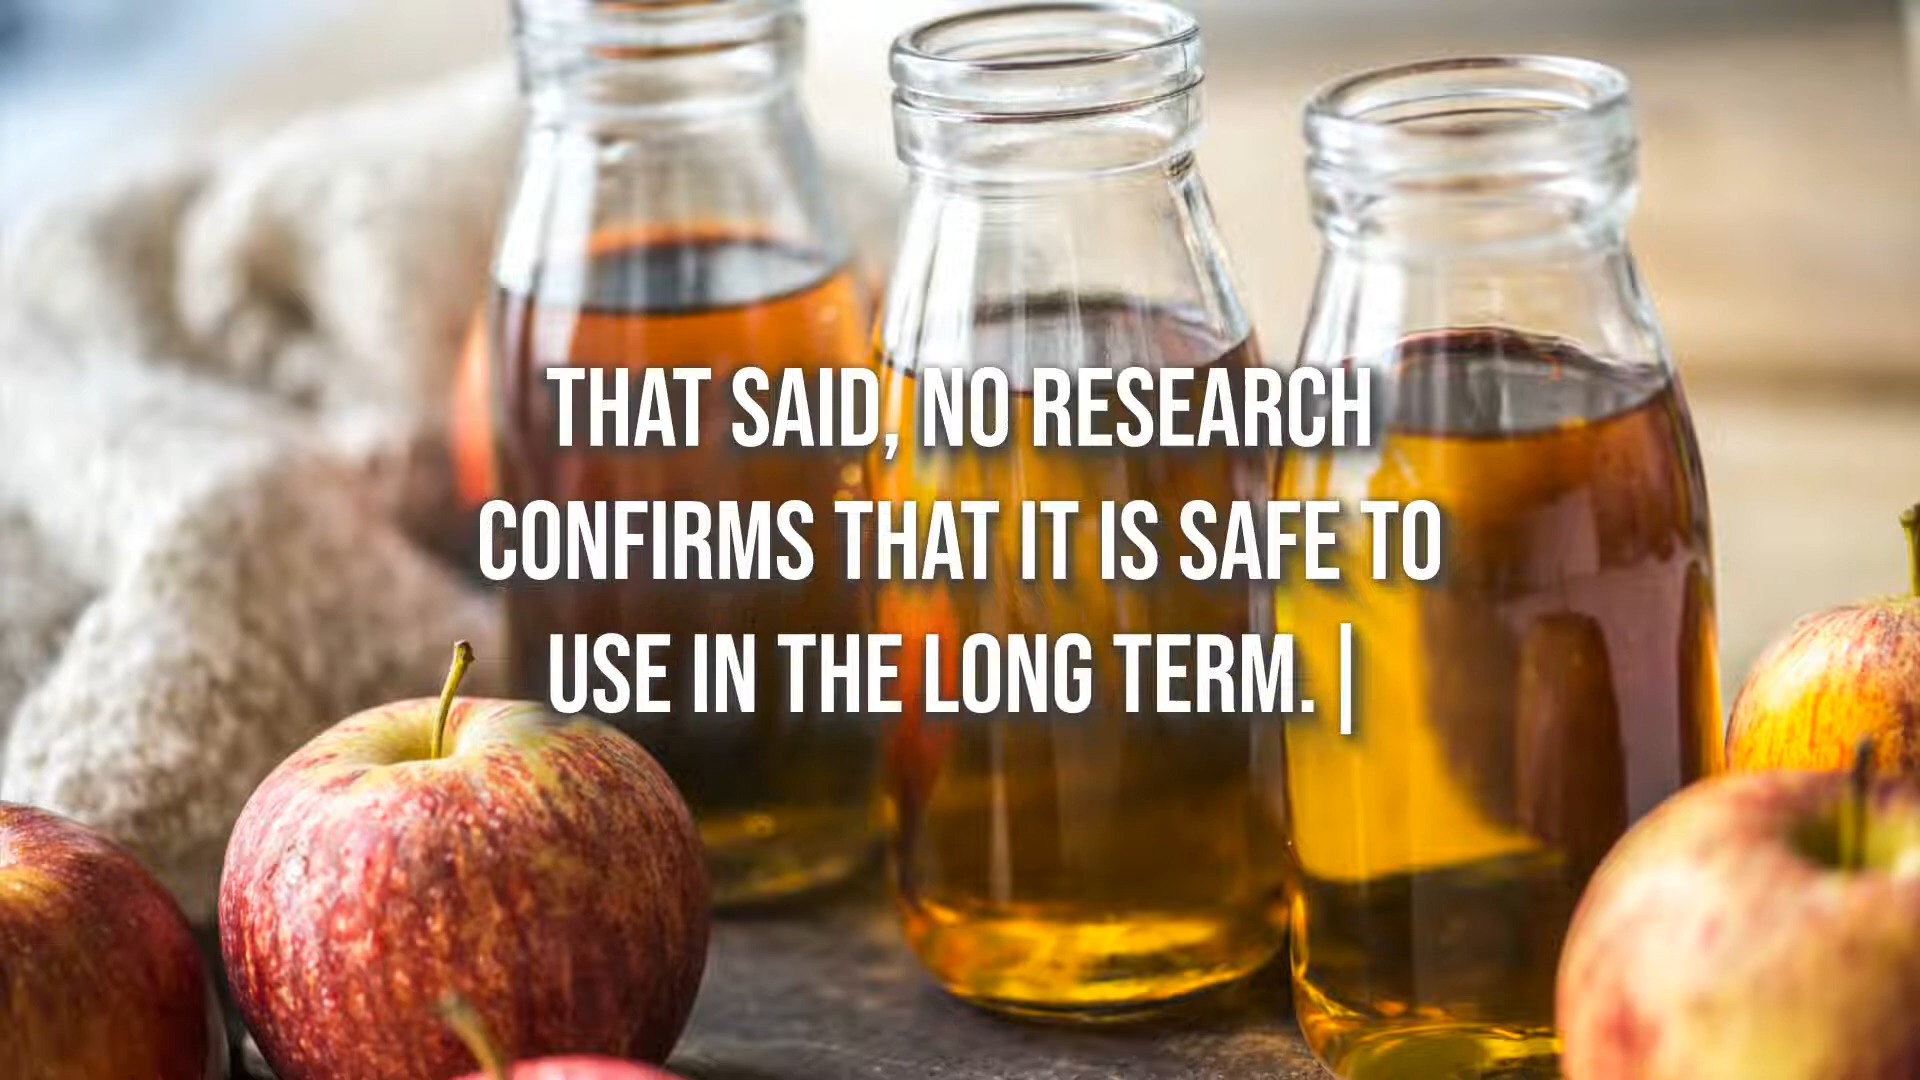 THAT SAID, NO RESEARCH
CONFIRMS THAT IT IS SAFE TO
USE IN THE LONG TERM. |